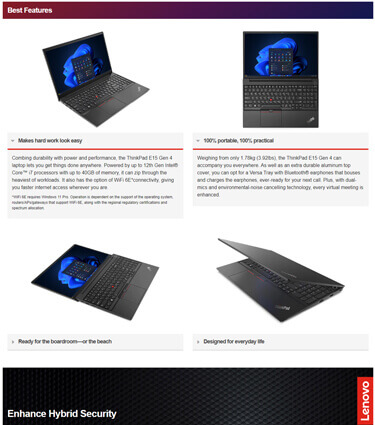 Best Features
Makes hard work look easy
Combining durability with power and performance, the ThinkPad E15 Gen 4
laptop lets you get things done anywhere. Powered by up to 12th Gen Intel®
Core™ i7 processors with up to 40GB of memory, it can zip through the
heaviest of workloads. It also has the option of WiFi 6E*connectivity, giving
you faster internet access wherever you are.
*WiFi 6E requires Windows 11 Pro. Operation is dependent on the support of the operating system,
routers/APs/gateways that support WiFi 6E, along with the regional regulatory certifications and
spectrum allocation.
100% portable, 100% practical
Weighing from only 1.78kg (3.92lbs), the ThinkPad E15 Gen 4 can
accompany you everywhere. As well as an extra durable aluminum top
cover, you can opt for a Versa Tray with Bluetooth® earphones that houses
and charges the earphones, ever-ready for your next call. Plus, with dual-
mics and environmental-noise cancelling technology, every virtual meeting is
enhanced.
Ready for the boardroom—or the beach
Designed for everyday life
Enhance Hybrid Security
Lenovo